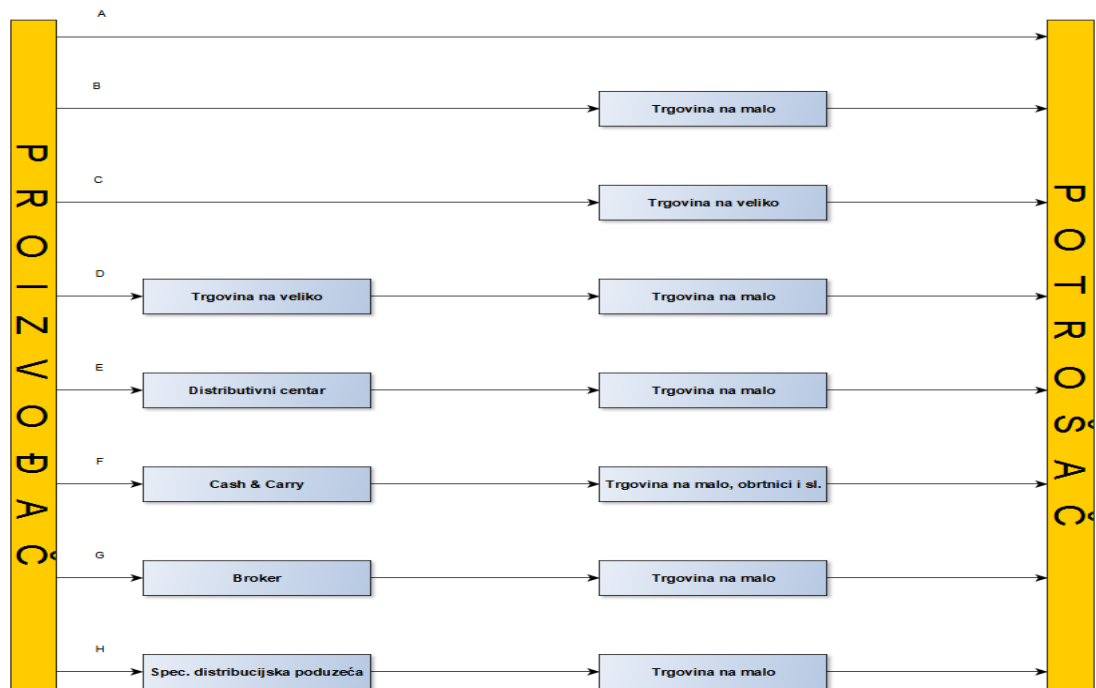 A
B
Trgovina na malo
C
Trgovina na veliko
D
Trgovina na veliko
Trgovina na malo
E
Distributivni centar
Trgovina na malo
F
Cash & Carry
Trgovina na malo, obrtnici i sl.
G
Broker
Trgovina na malo
H
Spec. distribucijska poduzeća
Trgovina na malo
PROIZVOĐAČ
POTROŠAČ